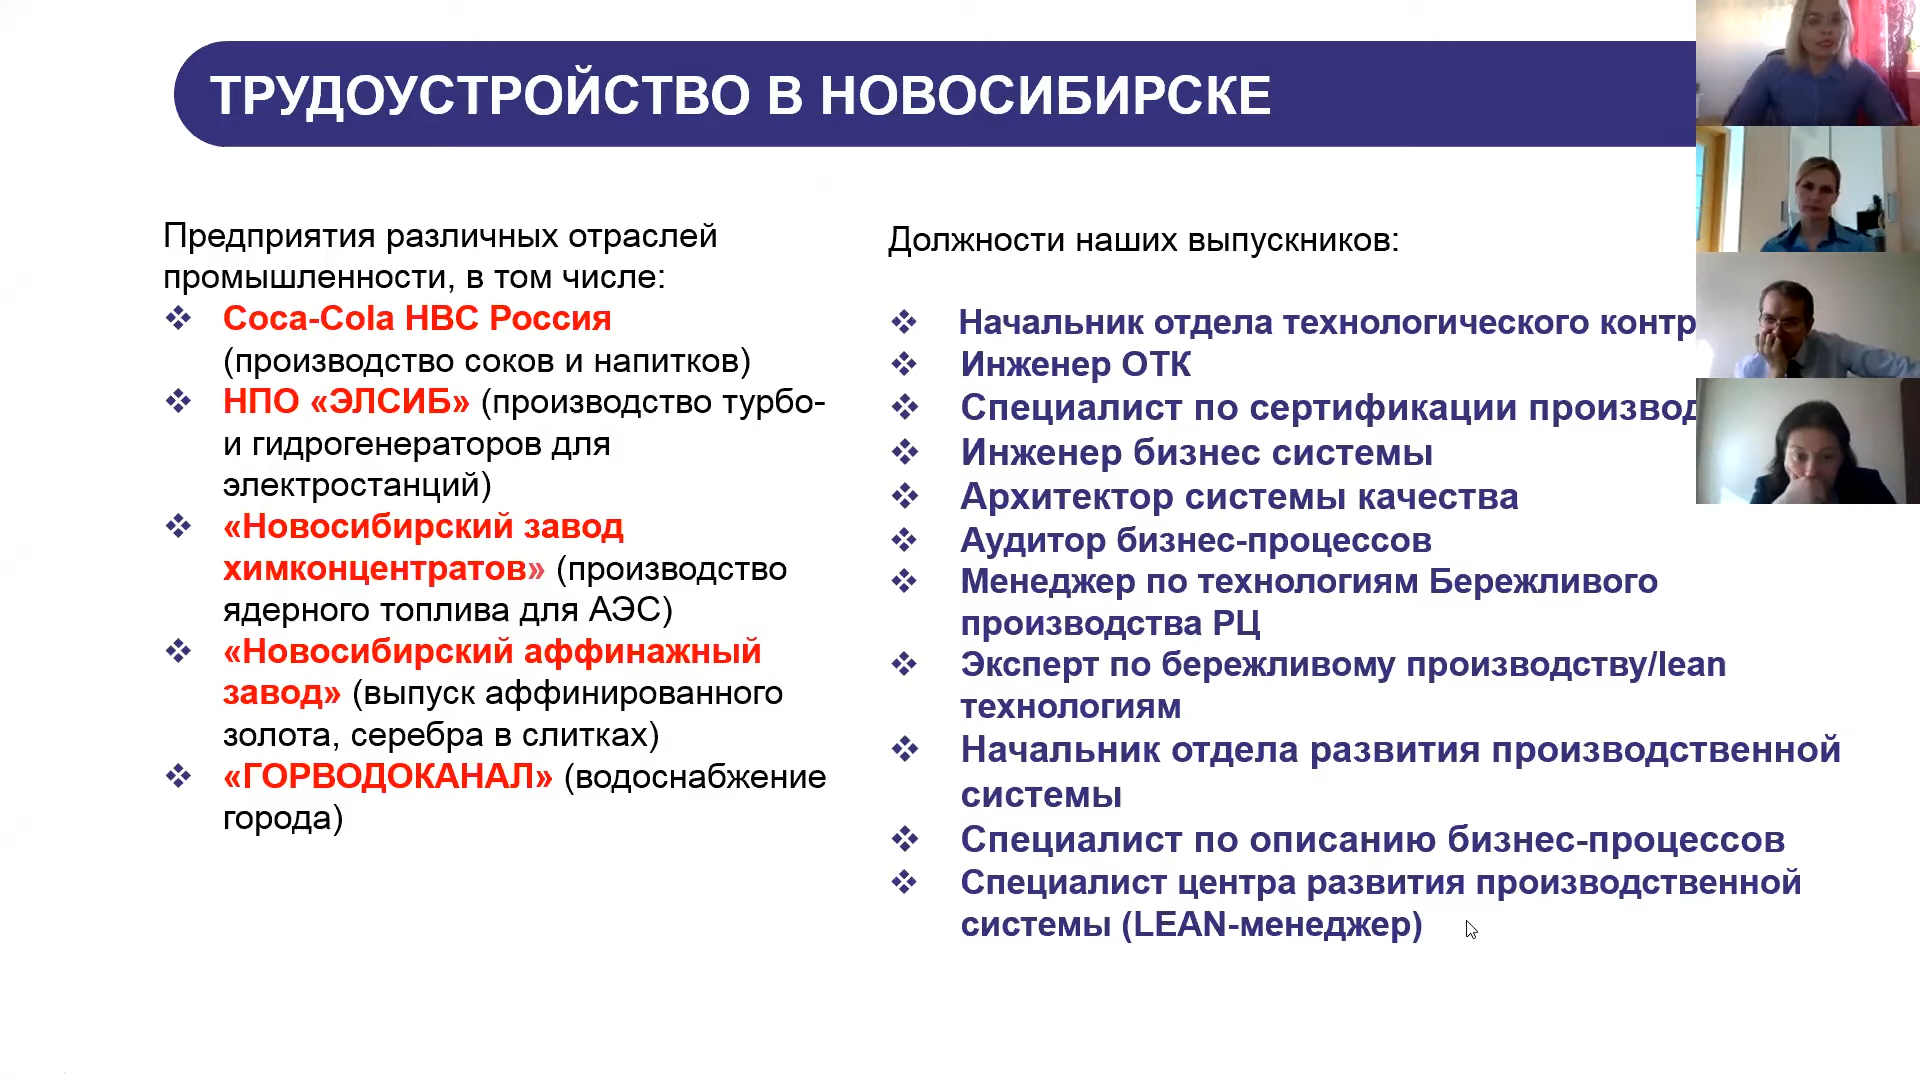 ТРУДОУСТРОЙСТВО В НОВОСИБИРСКЕ
Предприятия различных отраслей
промышленности, в том числе:
Coca-Cola HBC Россия
(производство соков и напитков)
НПО «ЭЛСИБ» (производство турбо-
и гидрогенераторов для
электростанций)
«Новосибирский завод
химконцентратов» (производство
ядерного топлива для АЭС)
«Новосибирский аффинажный
завод» (выпуск аффинированного
золота, серебра в слитках)
«ГОРВОДОКАНАЛ» (водоснабжение
города)
Должности наших выпускников:
Начальник отдела технологического контр
Инженер ОТК
Специалист по сертификации производ
Инженер бизнес системы
Архитектор системы качества
Аудитор бизнес-процессов
Менеджер по технологиям Бережливого
производства РЦ
Эксперт по бережливому производству/lean
технологиям
Начальник отдела развития производственной
системы
Специалист по описанию бизнес-процессов
Специалист центра развития производственной
системы (LEAN-менеджер)